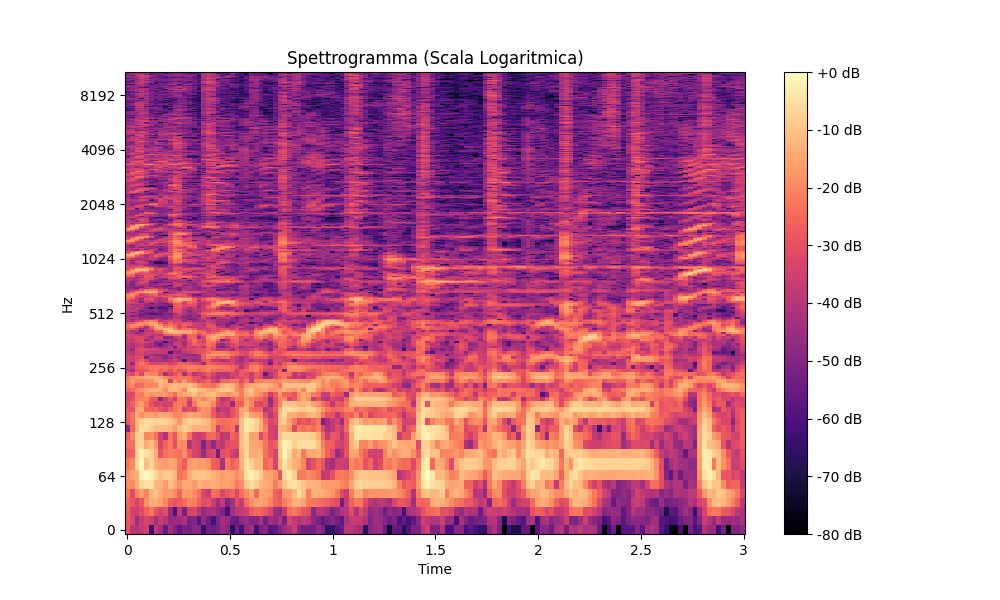 Spettrogramma (Scala Logaritmica)
Hz
8192
4096
2048
1024
512
256
128
64
0
0
0.5
1
1.5
2
2.5
3
Time
+0 dB
-10 dB
-20 dB
-30 dB
-40 dB
-50 dB
-60 dB
-70 dB
-80 dB